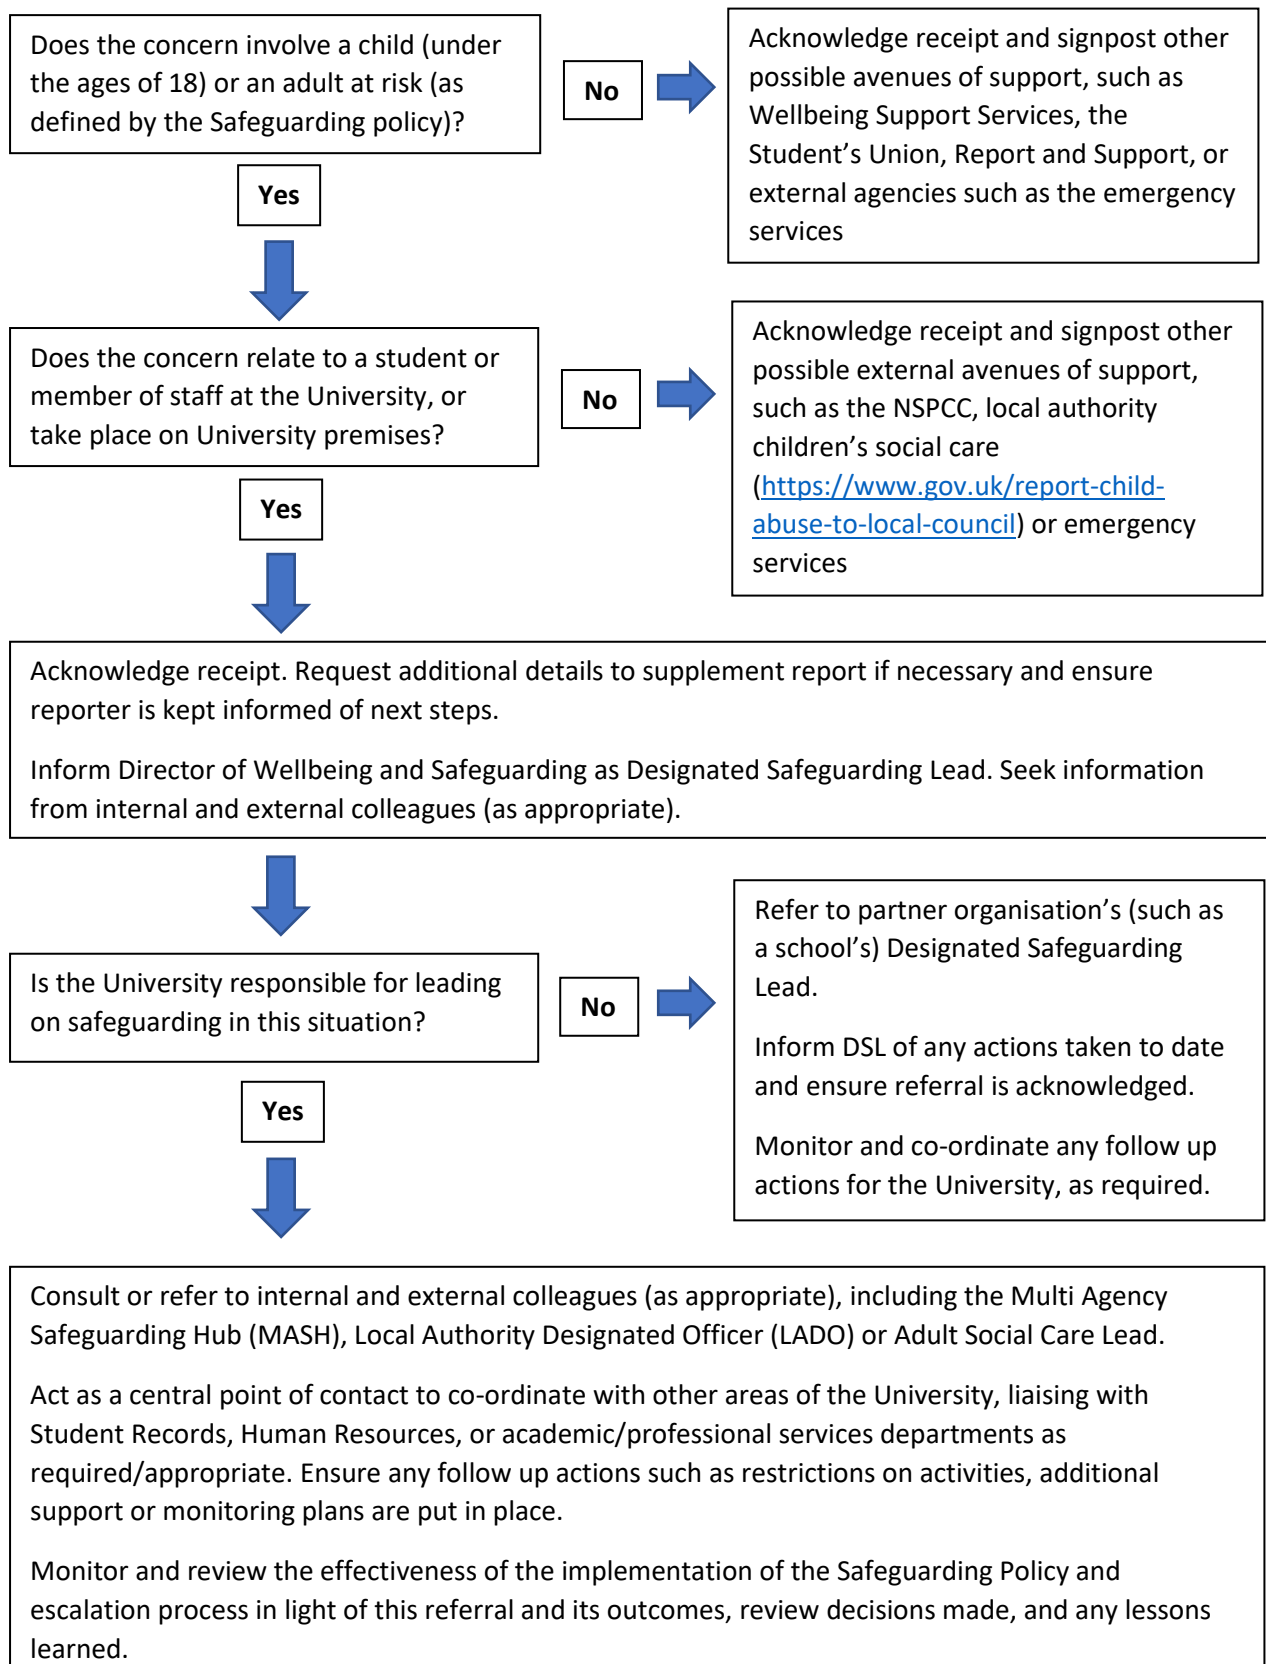 Does the concern involve a child (under
the ages of 18) or an adult at risk (as
defined by the Safeguarding policy)?
No
Acknowledge receipt and signpost other
possible avenues of support, such as
Wellbeing Support Services, the
Student’s Union, Report and Support, or
external agencies such as the emergency
services
Yes
Does the concern relate to a student or
member of staff at the University, or
take place on University premises?
No
Acknowledge receipt and signpost other
possible external avenues of support,
such as the NSPCC, local authority
children’s social care
(https://www.gov.uk/report-child-
abuse-to-local-council) or emergency
services
Yes
Acknowledge receipt. Request additional details to supplement report if necessary and ensure
reporter is kept informed of next steps.
Inform Director of Wellbeing and Safeguarding as Designated Safeguarding Lead. Seek information
from internal and external colleagues (as appropriate).
Is the University responsible for leading
on safeguarding in this situation?
No
Refer to partner organisation’s (such as
a school’s) Designated Safeguarding
Lead.
Inform DSL of any actions taken to date
and ensure referral is acknowledged.
Monitor and co-ordinate any follow up
actions for the University, as required.
Yes
Consult or refer to internal and external colleagues (as appropriate), including the Multi Agency
Safeguarding Hub (MASH), Local Authority Designated Officer (LADO) or Adult Social Care Lead.
Act as a central point of contact to co-ordinate with other areas of the University, liaising with
Student Records, Human Resources, or academic/professional services departments as
required/appropriate. Ensure any follow up actions such as restrictions on activities, additional
support or monitoring plans are put in place.
Monitor and review the effectiveness of the implementation of the Safeguarding Policy and
escalation process in light of this referral and its outcomes, review decisions made, and any lessons
learned.